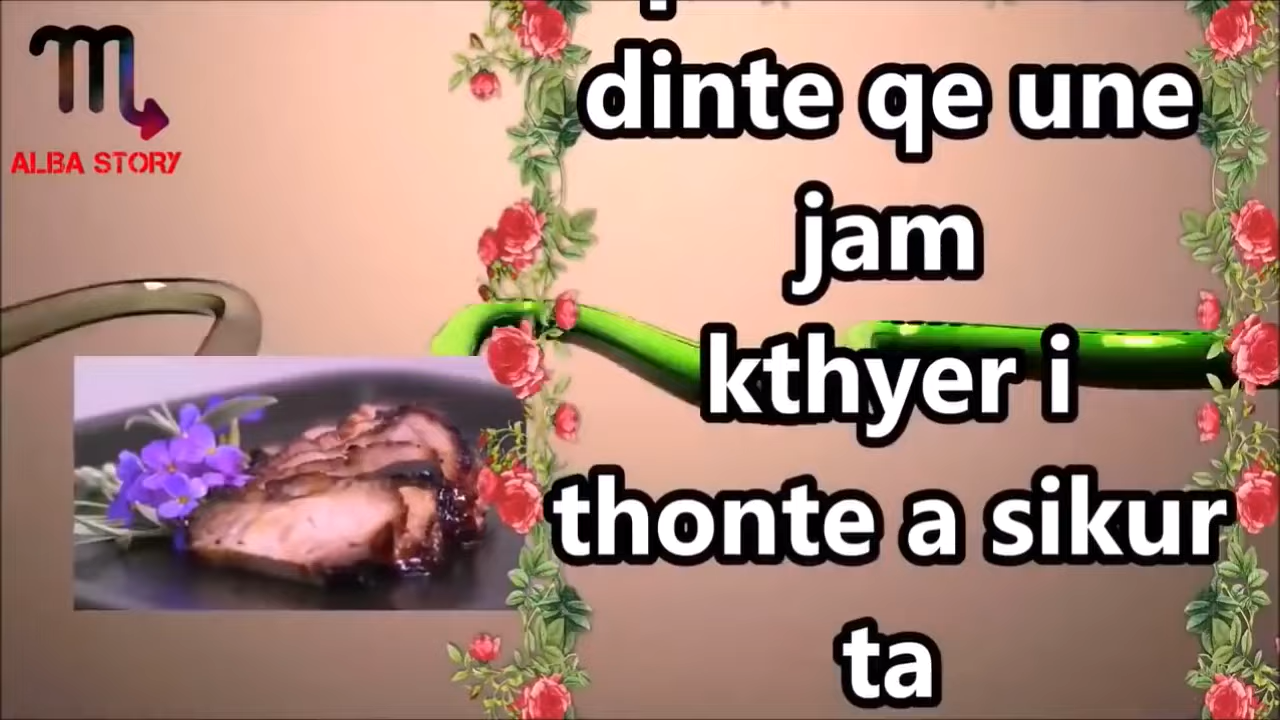 ALBA STORY
dinte qe une
jam
kthyer i
thonte a sikur
ta